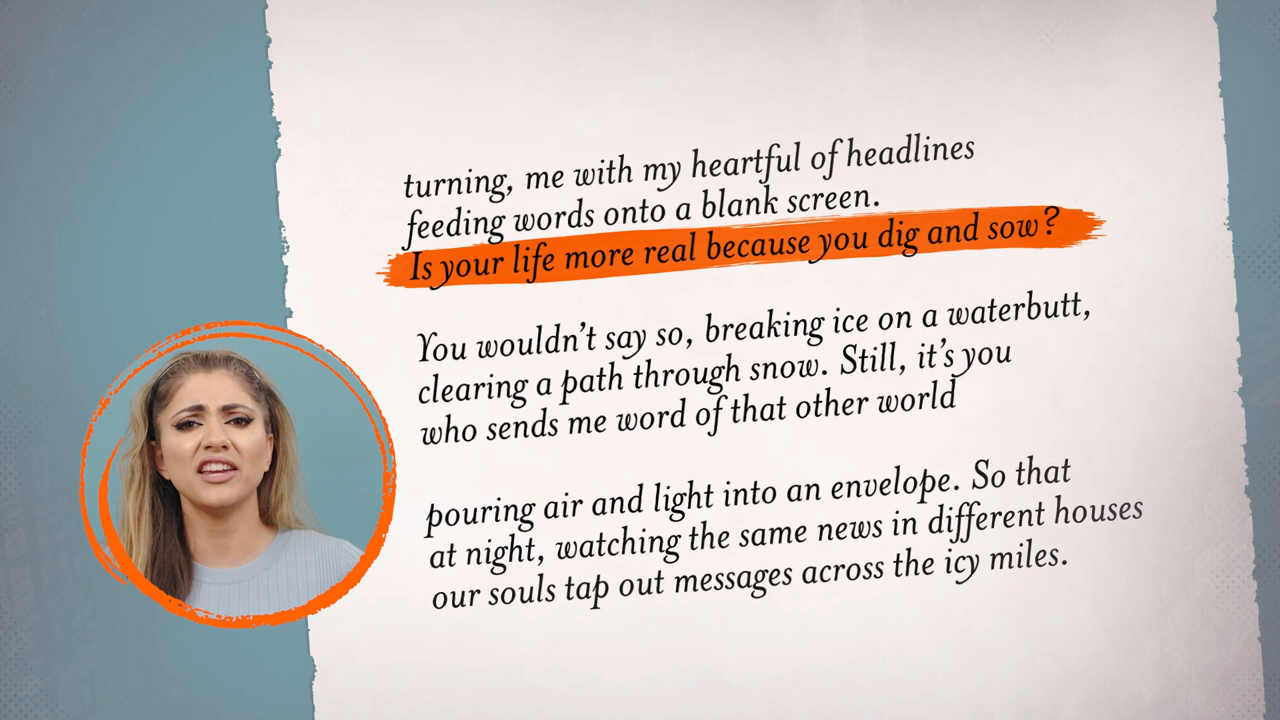 turning, me with my heartful of headlines
feeding words onto a blank screen.
Is your life more real because you dig and sow?
You wouldn’t say so, breaking ice on a waterbutt,
clearing a path through snow. Still, it’s you
who sends me word of that other world
pouring air and light into an envelope. So that
at night, watching the same news in different houses
our souls tap out messages across the icy miles.